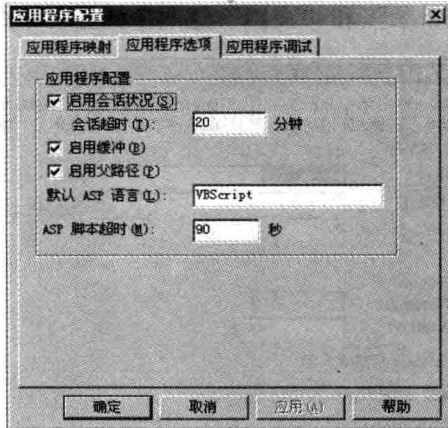 应用程序配置
应用程序映射 应用程序选项 应用程序调试
应用程序配置
启用会话状况(S)
会话超时(T): 20 分钟
启用缓冲(B)
启用父路径(P)
默认 ASP 语言(L): VBScript
ASP 脚本超时(M): 90 秒
确定 取消 应用(A) 帮助